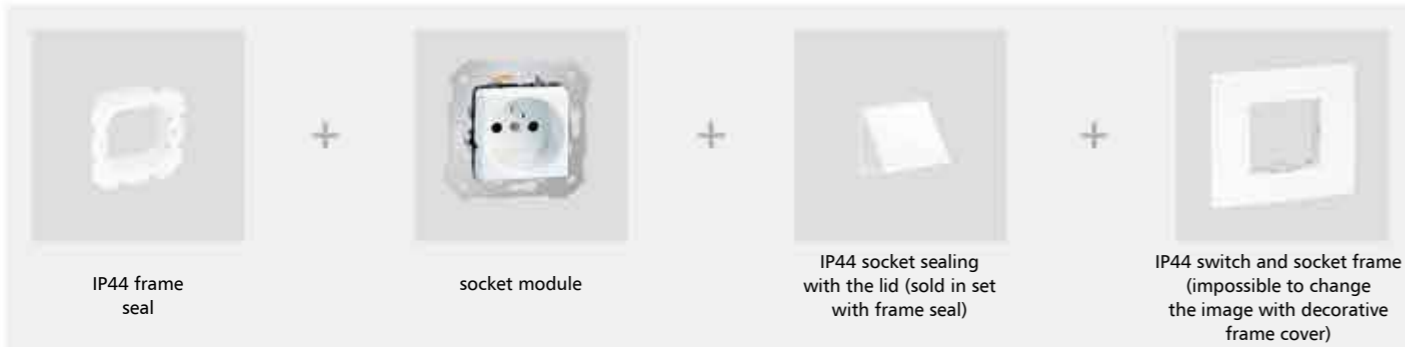 +
+
+
IP44 frame
seal
socket module
IP44 socket sealing
with the lid (sold in set
with frame seal)
IP44 switch and socket frame
(impossible to change
the image with decorative
frame cover)